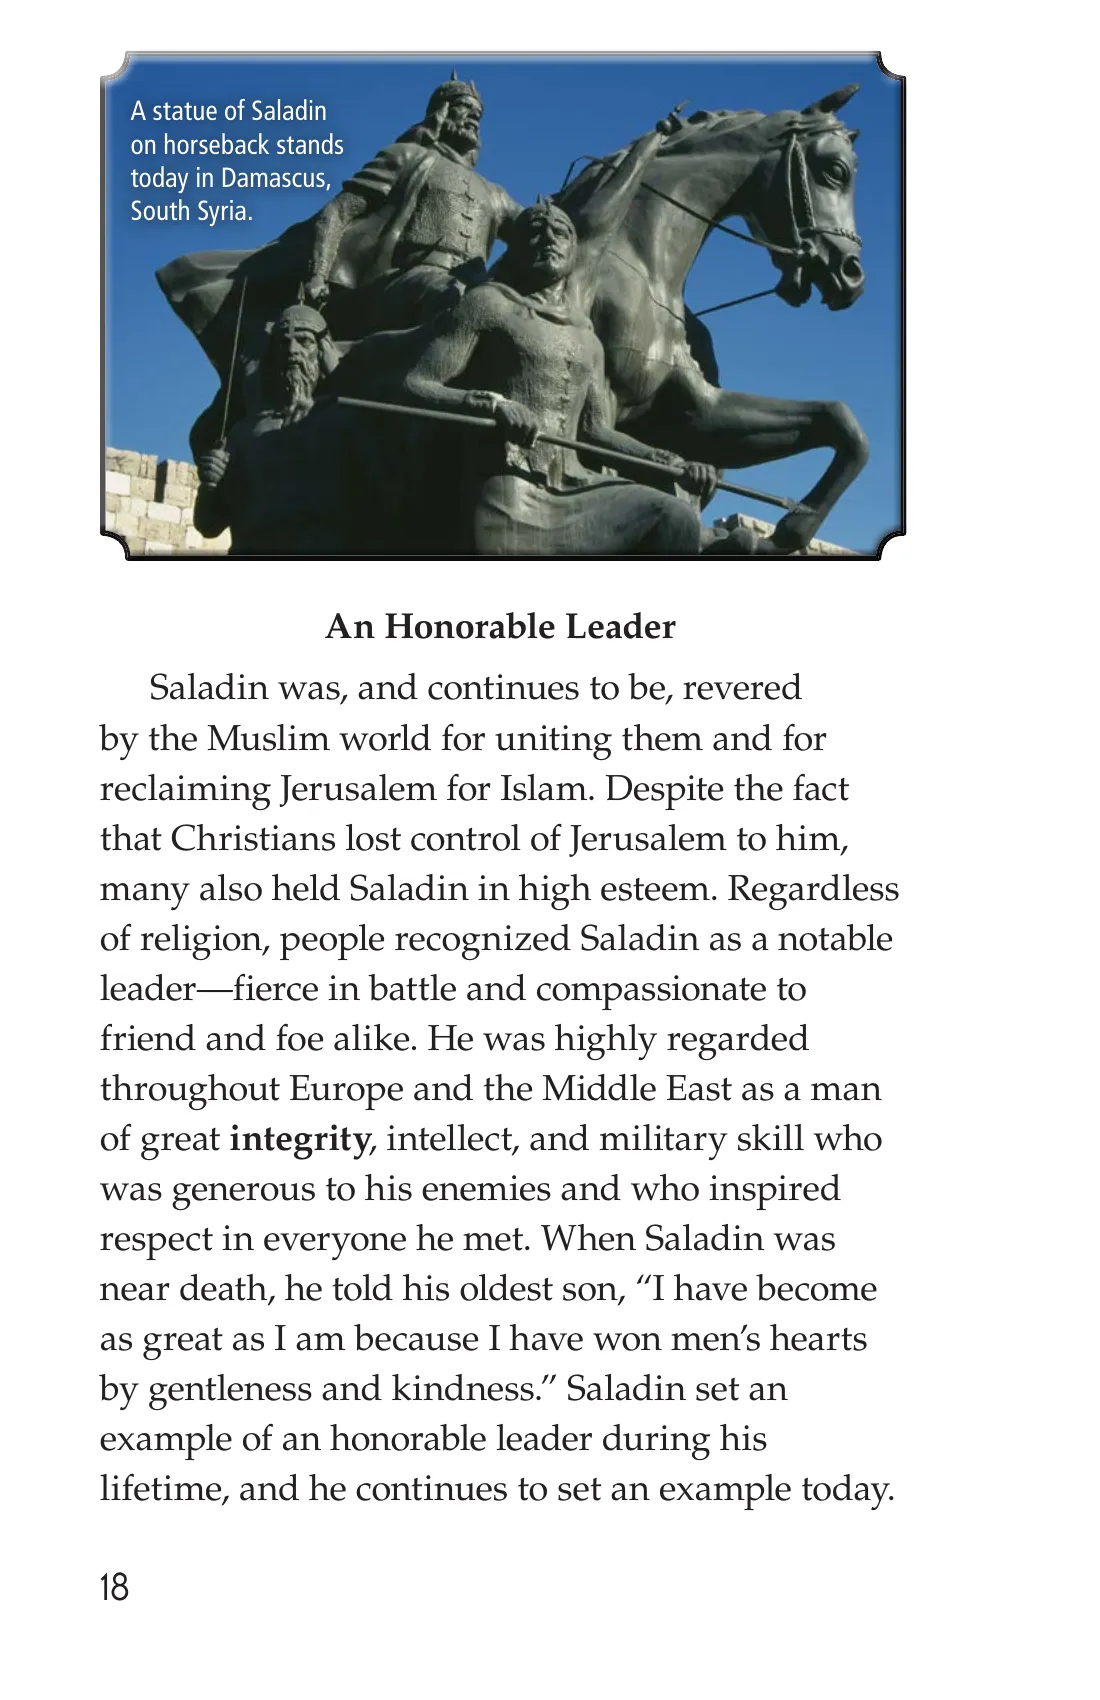 A statue of Saladin
on horseback stands
today in Damascus,
South Syria.
An Honorable Leader
Saladin was, and continues to be, revered
by the Muslim world for uniting them and for
reclaiming Jerusalem for Islam. Despite the fact
that Christians lost control of Jerusalem to him,
many also held Saladin in high esteem. Regardless
of religion, people recognized Saladin as a notable
leader—fierce in battle and compassionate to
friend and foe alike. He was highly regarded
throughout Europe and the Middle East as a man
of great integrity, intellect, and military skill who
was generous to his enemies and who inspired
respect in everyone he met. When Saladin was
near death, he told his oldest son, “I have become
as great as I am because I have won men’s hearts
by gentleness and kindness.” Saladin set an
example of an honorable leader during his
lifetime, and he continues to set an example today.
18